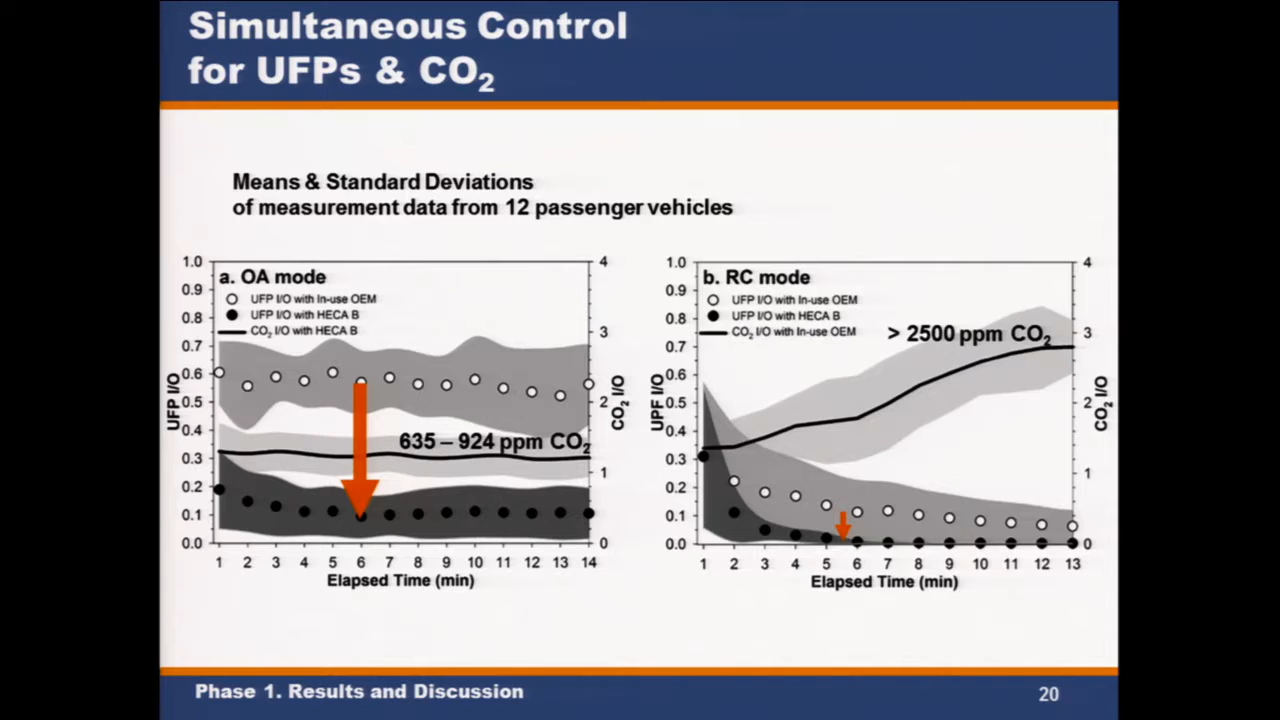 Simultaneous Control
for UFPs & CO2
Means & Standard Deviations
of measurement data from 12 passenger vehicles
a. OA mode
UFP I/O with In-use OEM
UFP I/O with HECA B
CO2 I/O with HECA B
635 – 924 ppm CO2
1.0
0.9
0.8
0.7
0.6
0.5
0.4
0.3
0.2
0.1
0.0
UFP I/O
4
3
2
1
0
CO2 I/O
1 2 3 4 5 6 7 8 9 10 11 12 13 14
Elapsed Time (min)
b. RC mode
UFP I/O with In-use OEM
UFP I/O with HECA B
CO2 I/O with In-use OEM
> 2500 ppm CO2
1.0
0.9
0.8
0.7
0.6
0.5
0.4
0.3
0.2
0.1
0.0
UPF I/O
4
3
2
1
0
CO2 I/O
1 2 3 4 5 6 7 8 9 10 11 12 13
Elapsed Time (min)
Phase 1. Results and Discussion
20